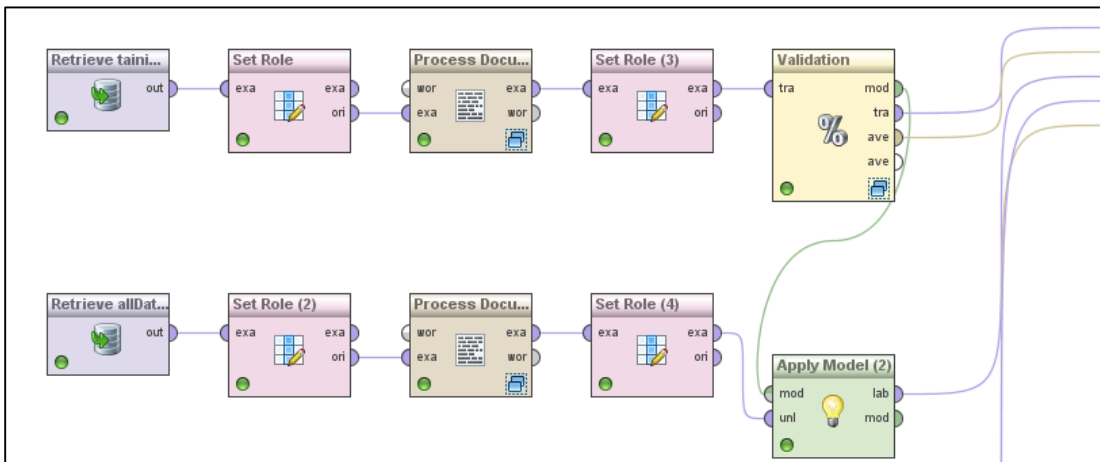 Retrieve taini...
out
Set Role
exa
exa
ori
Process Docu...
wor
exa
exa
wor
Set Role (3)
exa
exa
ori
Validation
tra
mod
tra
ave
ave
%
Retrieve allDat...
out
Set Role (2)
exa
exa
ori
Process Docu...
wor
exa
exa
wor
Set Role (4)
exa
exa
ori
Apply Model (2)
mod
lab
unl
mod